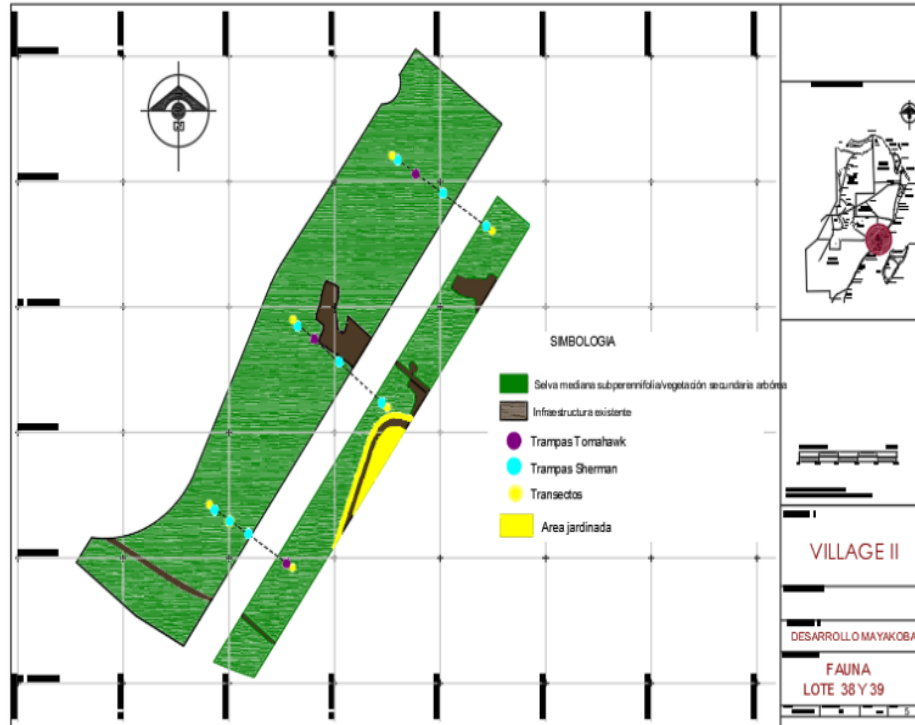 SIMBOLOGIA
Selva mediana subperennifolia/vegetación secundaria arbórea
Infraestructura existente
Trampas Tomahawk
Trampas Sherman
Transectos
Area jardinada
VILLAGE II
DESARROLLO MAYAKOBA
FAUNA
LOTE 38 Y 39
5